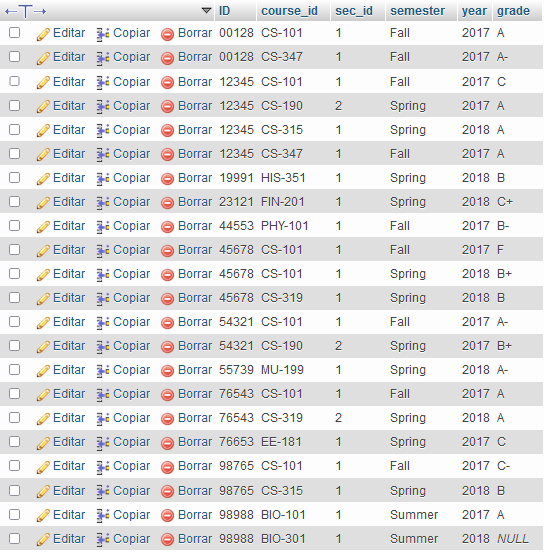 ID course_id sec_id semester year grade
Editar Copiar Borrar 00128 CS-101 1 Fall 2017 A
Editar Copiar Borrar 00128 CS-347 1 Fall 2017 A-
Editar Copiar Borrar 12345 CS-101 1 Fall 2017 C
Editar Copiar Borrar 12345 CS-190 2 Spring 2017 A
Editar Copiar Borrar 12345 CS-315 1 Spring 2018 A
Editar Copiar Borrar 12345 CS-347 1 Fall 2017 A
Editar Copiar Borrar 19991 HIS-351 1 Spring 2018 B
Editar Copiar Borrar 23121 FIN-201 1 Spring 2018 C+
Editar Copiar Borrar 44553 PHY-101 1 Fall 2017 B-
Editar Copiar Borrar 45678 CS-101 1 Fall 2017 F
Editar Copiar Borrar 45678 CS-101 1 Spring 2018 B+
Editar Copiar Borrar 45678 CS-319 1 Spring 2018 B
Editar Copiar Borrar 54321 CS-101 1 Fall 2017 A-
Editar Copiar Borrar 54321 CS-190 2 Spring 2017 B+
Editar Copiar Borrar 55739 MU-199 1 Spring 2018 A-
Editar Copiar Borrar 76543 CS-101 1 Fall 2017 A
Editar Copiar Borrar 76543 CS-319 2 Spring 2018 A
Editar Copiar Borrar 76653 EE-181 1 Spring 2017 C
Editar Copiar Borrar 98765 CS-101 1 Fall 2017 C-
Editar Copiar Borrar 98765 CS-315 1 Spring 2018 B
Editar Copiar Borrar 98988 BIO-101 1 Summer 2017 A
Editar Copiar Borrar 98988 BIO-301 1 Summer 2018 NULL